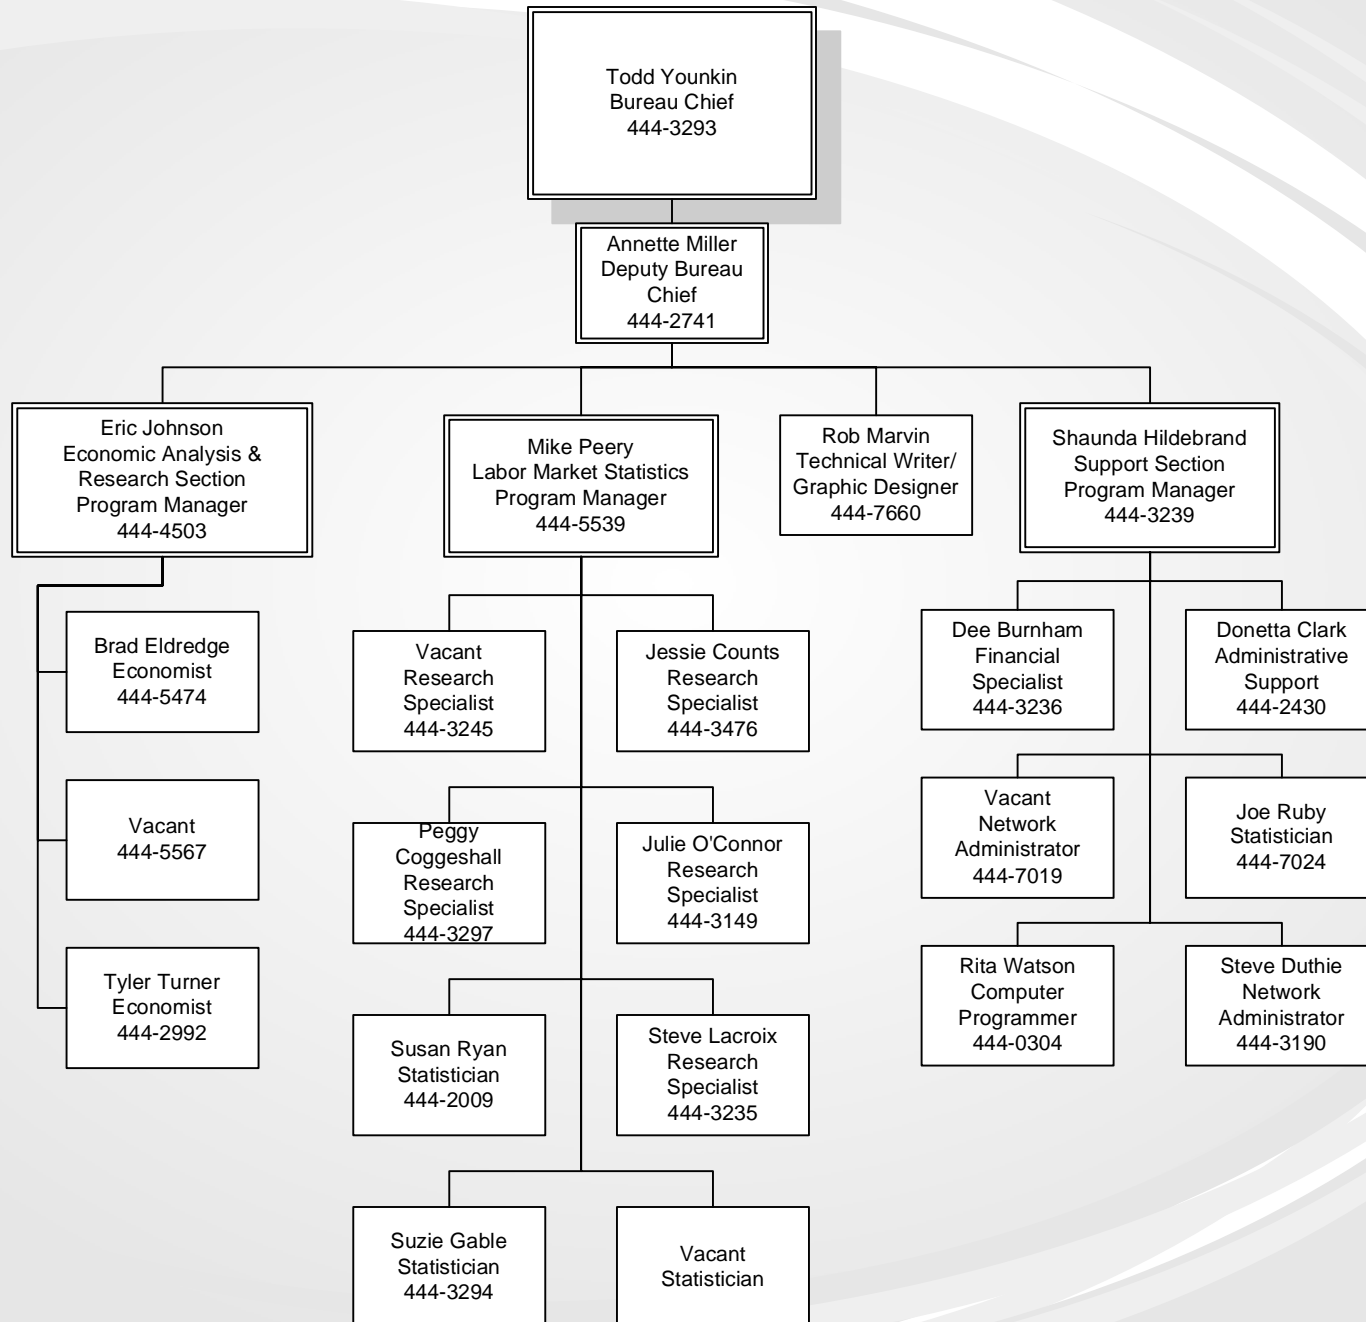 Todd Younkin
Bureau Chief
444-3293
Annette Miller
Deputy Bureau
Chief
444-2741
Eric Johnson
Economic Analysis &
Research Section
Program Manager
444-4503
Mike Peery
Labor Market Statistics
Program Manager
444-5539
Rob Marvin
Technical Writer/
Graphic Designer
444-7660
Shaunda Hildebrand
Support Section
Program Manager
444-3239
Brad Eldredge
Economist
444-5474
Vacant
444-5567
Tyler Turner
Economist
444-2992
Vacant
Research
Specialist
444-3245
Jessie Counts
Research
Specialist
444-3476
Peggy
Coggeshall
Research
Specialist
444-3297
Julie O'Connor
Research
Specialist
444-3149
Susan Ryan
Statistician
444-2009
Steve Lacroix
Research
Specialist
444-3235
Suzie Gable
Statistician
444-3294
Vacant
Statistician
Dee Burnham
Financial
Specialist
444-3236
Donetta Clark
Administrative
Support
444-2430
Vacant
Network
Administrator
444-7019
Joe Ruby
Statistician
444-7024
Rita Watson
Computer
Programmer
444-0304
Steve Duthie
Network
Administrator
444-3190